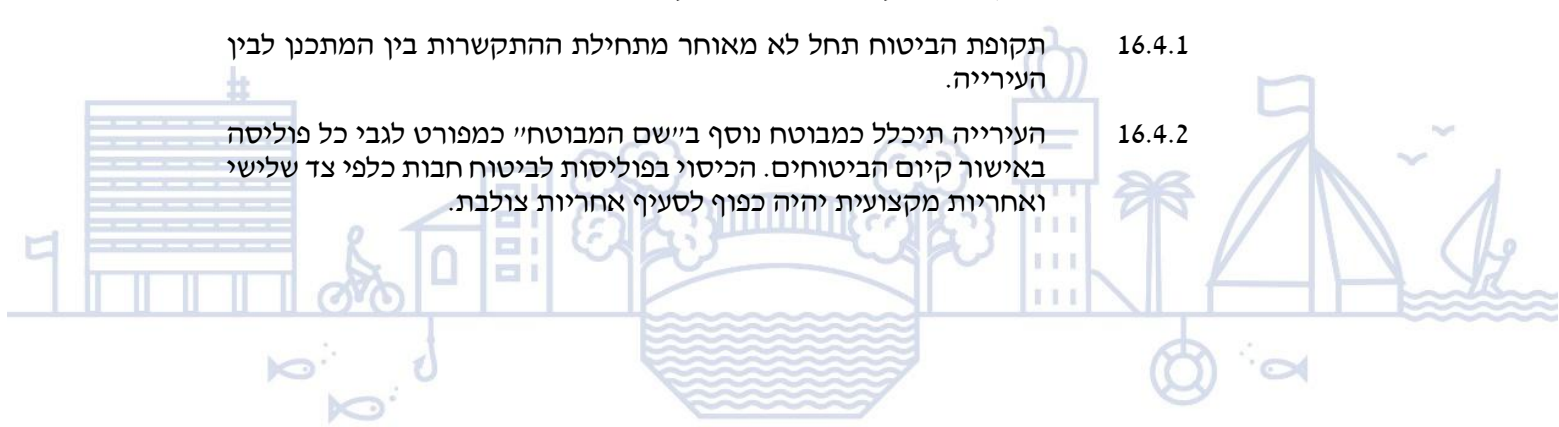 16.4.1 תקופת הביטוח תחל לא מאוחר מתחילת ההתקשרות בין המתכנן לבין
העירייה.
16.4.2 העירייה תיכלל כמבוטח נוסף ב״שם המבוטח״ כמפורט לגבי כל פוליסה
באישור קיום הביטוחים. הכיסוי בפוליסות לביטוח חבות כלפי צד שלישי
ואחריות מקצועית יהיה כפוף לסעיף אחריות צולבת.